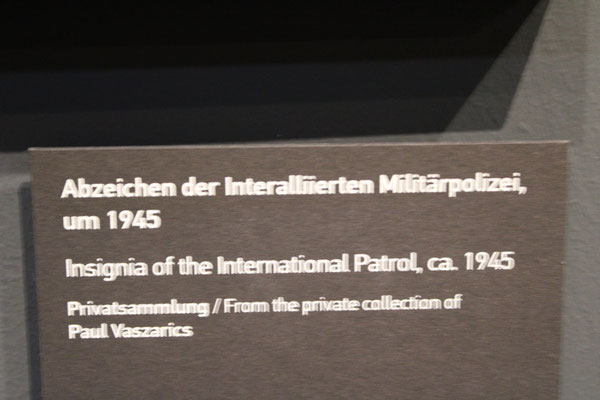 Abzeichen der Interalliierten Militärpolizei,
um 1945
Insignia of the International Patrol, ca. 1945
Privatsammlung / From the private collection of
Paul Vaszarics